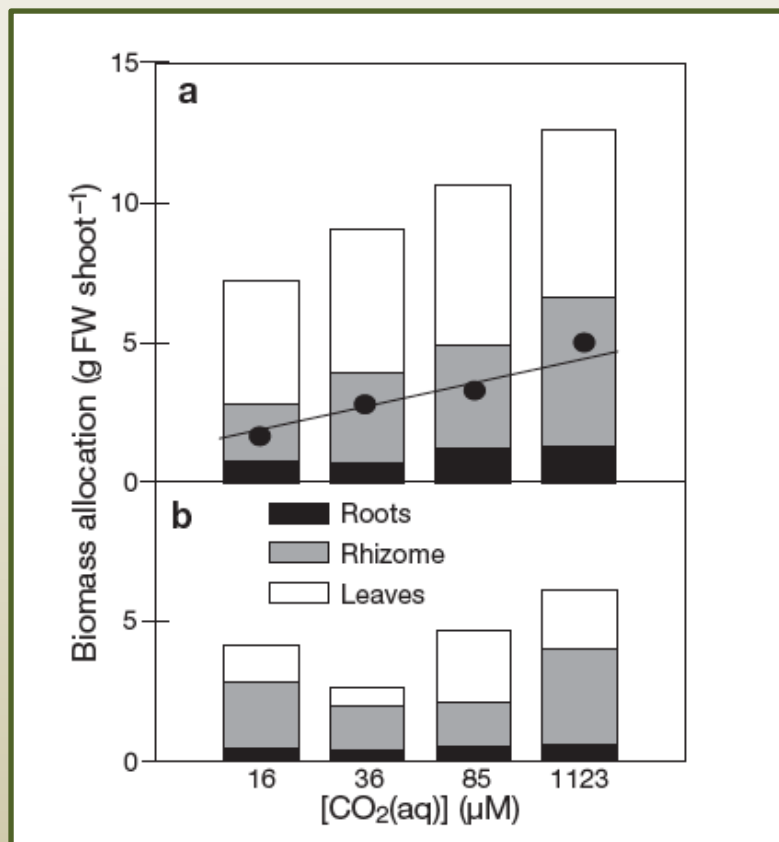 15
a
10
5
0
Biomass allocation (g FW shoot⁻¹)
b
Roots
Rhizome
Leaves
5
0
16 36 85 1123
[CO₂(aq)] (µM)